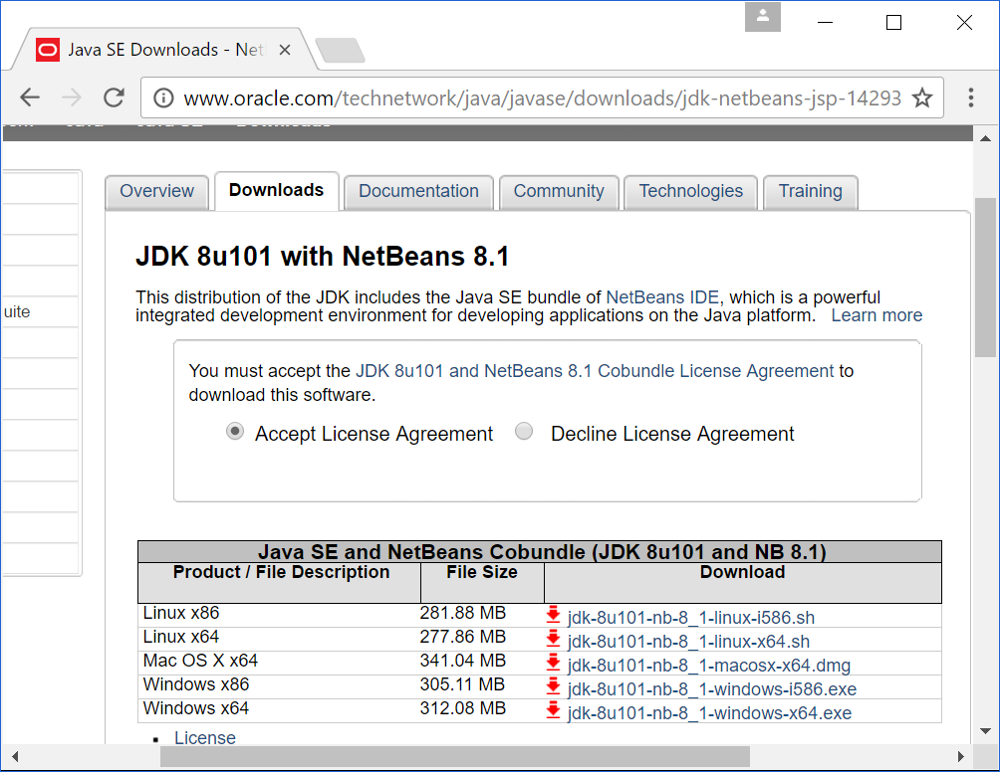 Java SE Downloads - Net
www.oracle.com/technetwork/java/javase/downloads/jdk-netbeans-jsp-14293
uite
Overview Downloads Documentation Community Technologies Training
JDK 8u101 with NetBeans 8.1
This distribution of the JDK includes the Java SE bundle of NetBeans IDE, which is a powerful
integrated development environment for developing applications on the Java platform. Learn more
You must accept the JDK 8u101 and NetBeans 8.1 Cobundle License Agreement to
download this software.
Accept License Agreement Decline License Agreement
Java SE and NetBeans Cobundle (JDK 8u101 and NB 8.1)
Product / File Description File Size Download
Linux x86 281.88 MB jdk-8u101-nb-8_1-linux-i586.sh
Linux x64 277.86 MB jdk-8u101-nb-8_1-linux-x64.sh
Mac OS X x64 341.04 MB jdk-8u101-nb-8_1-macosx-x64.dmg
Windows x86 305.11 MB jdk-8u101-nb-8_1-windows-i586.exe
Windows x64 312.08 MB jdk-8u101-nb-8_1-windows-x64.exe
License